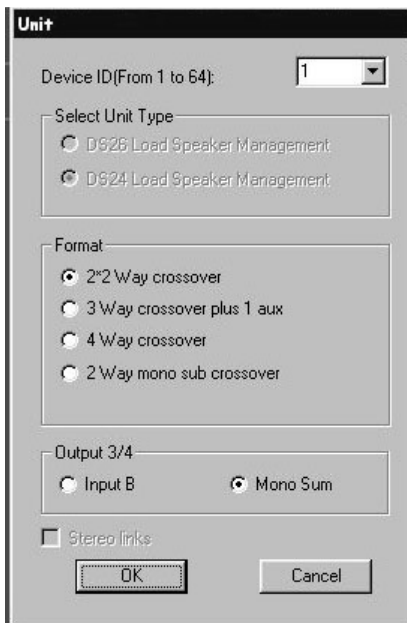 Unit
Device ID(From 1 to 64): 1
Select Unit Type
DS26 Load Speaker Management
DS24 Load Speaker Management
Format
2*2 Way crossover
3 Way crossover plus 1 aux
4 Way crossover
2 Way mono sub crossover
Output 3/4
Input B Mono Sum
Stereo links
OK Cancel